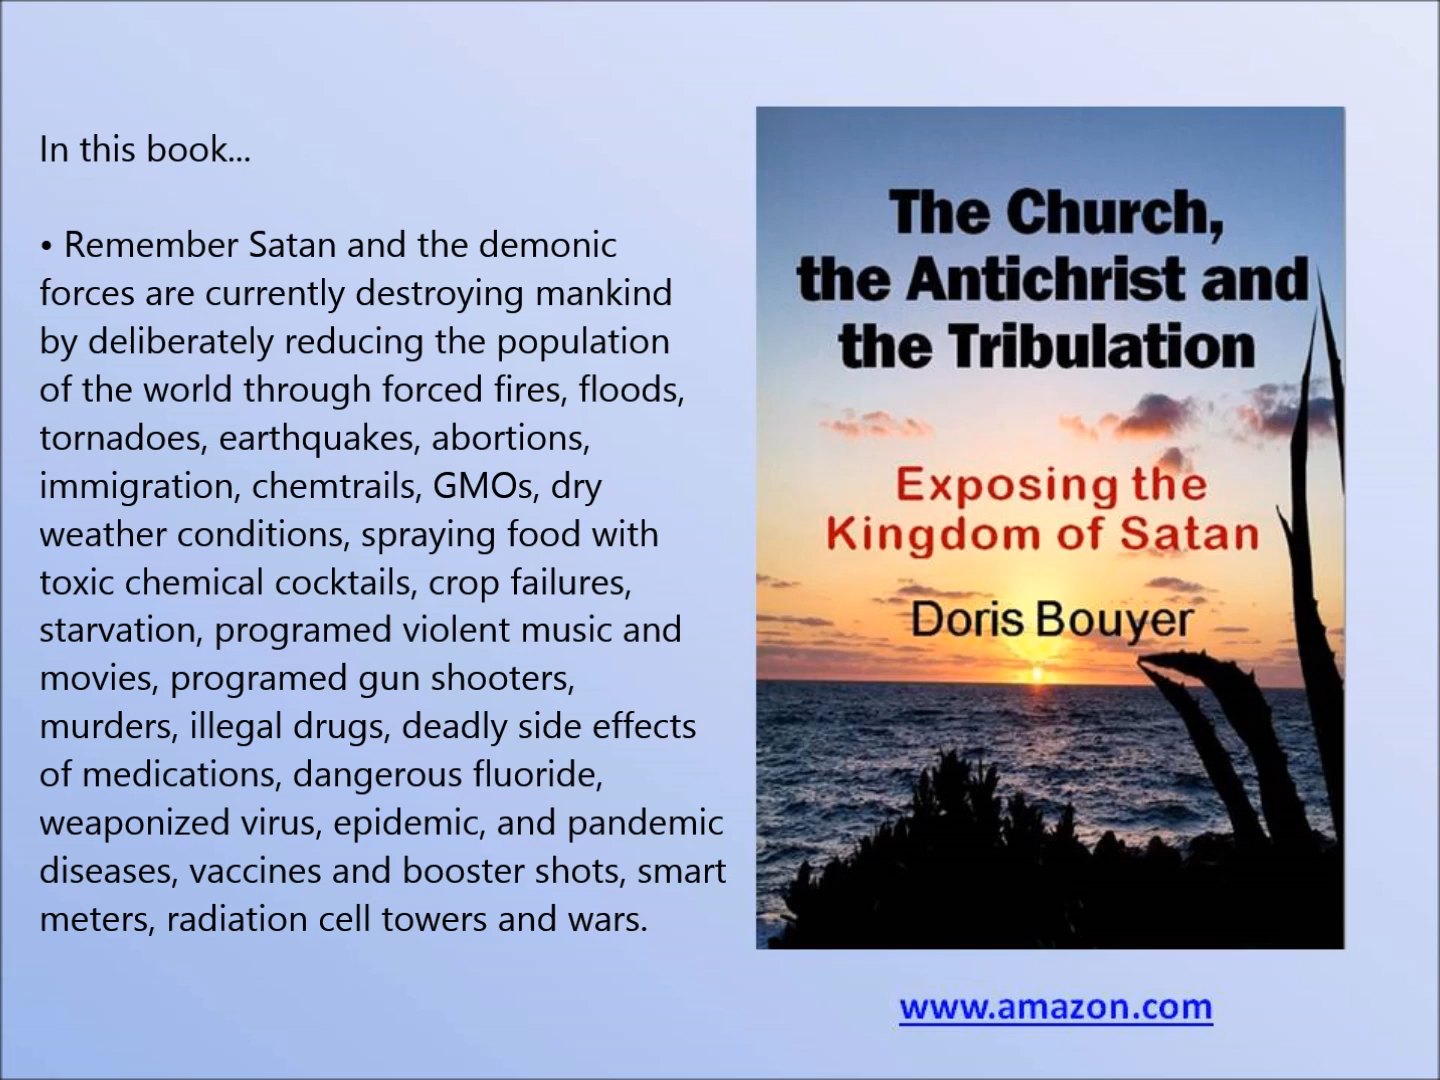 In this book...
• Remember Satan and the demonic
forces are currently destroying mankind
by deliberately reducing the population
of the world through forced fires, floods,
tornadoes, earthquakes, abortions,
immigration, chemtrails, GMOs, dry
weather conditions, spraying food with
toxic chemical cocktails, crop failures,
starvation, programed violent music and
movies, programed gun shooters,
murders, illegal drugs, deadly side effects
of medications, dangerous fluoride,
weaponized virus, epidemic, and pandemic
diseases, vaccines and booster shots, smart
meters, radiation cell towers and wars.
The Church,
the Antichrist and
the Tribulation
Exposing the
Kingdom of Satan
Doris Bouyer
www.amazon.com